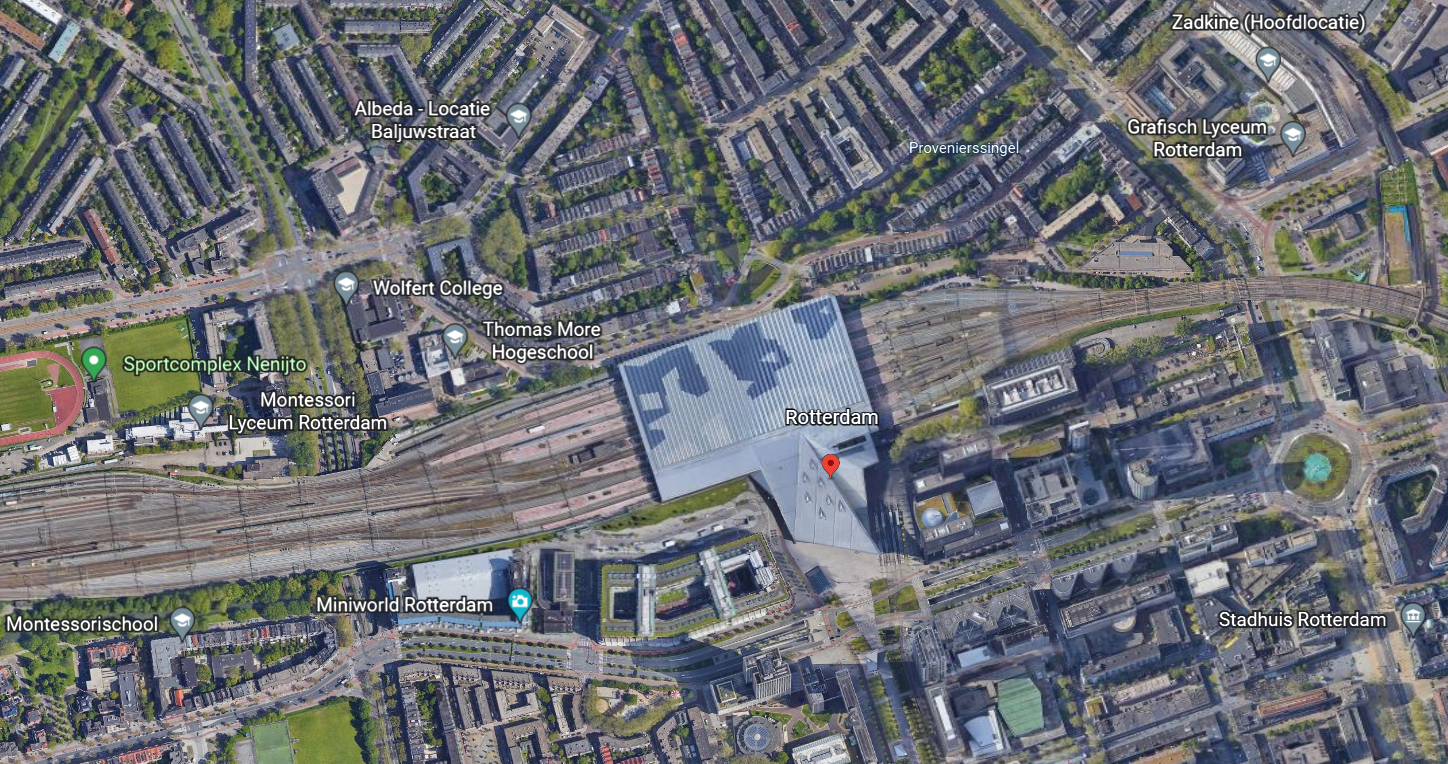 Zadkine (Hoofdlocatie)
Albeda - Locatie
Baljuwstraat
Grafisch Lyceum
Rotterdam
Provenierssingel
Wolfert College
Thomas More
Hogeschool
Sportcomplex Nenijto
Montessori
Lyceum Rotterdam
Rotterdam
Miniworld Rotterdam
Montessorischool
Stadhuis Rotterdam